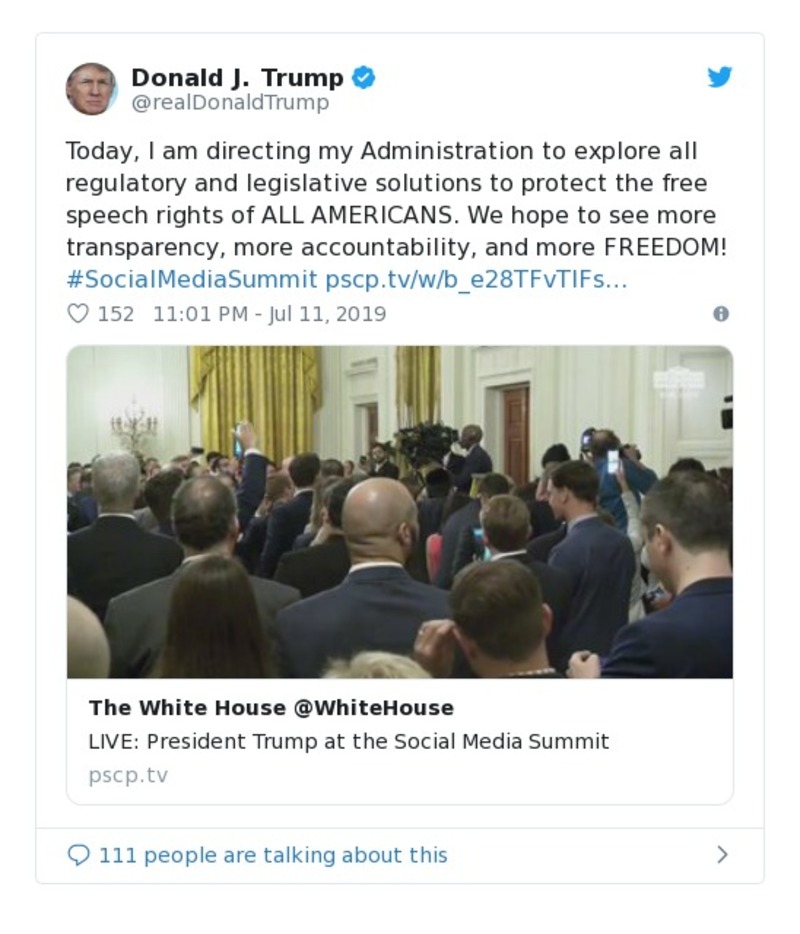 Donald J. Trump
@realDonaldTrump
Today, I am directing my Administration to explore all
regulatory and legislative solutions to protect the free
speech rights of ALL AMERICANS. We hope to see more
transparency, more accountability, and more FREEDOM!
#SocialMediaSummit pscp.tv/w/b_e28TFvTlFs…
152 11:01 PM - Jul 11, 2019
The White House @WhiteHouse
LIVE: President Trump at the Social Media Summit
pscp.tv
111 people are talking about this